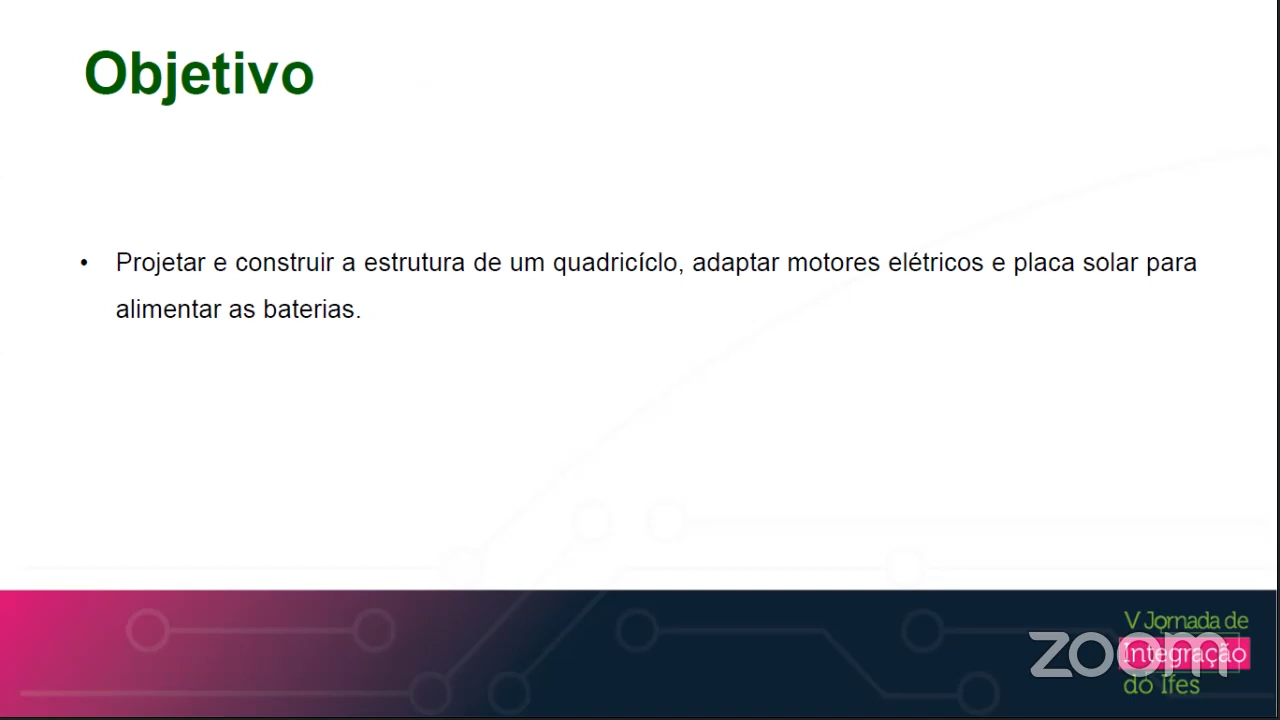 Objetivo
• Projetar e construir a estrutura de um quadricíclo, adaptar motores elétricos e placa solar para
alimentar as baterias.
V Jornada de
Integração
do Ifes
zoom